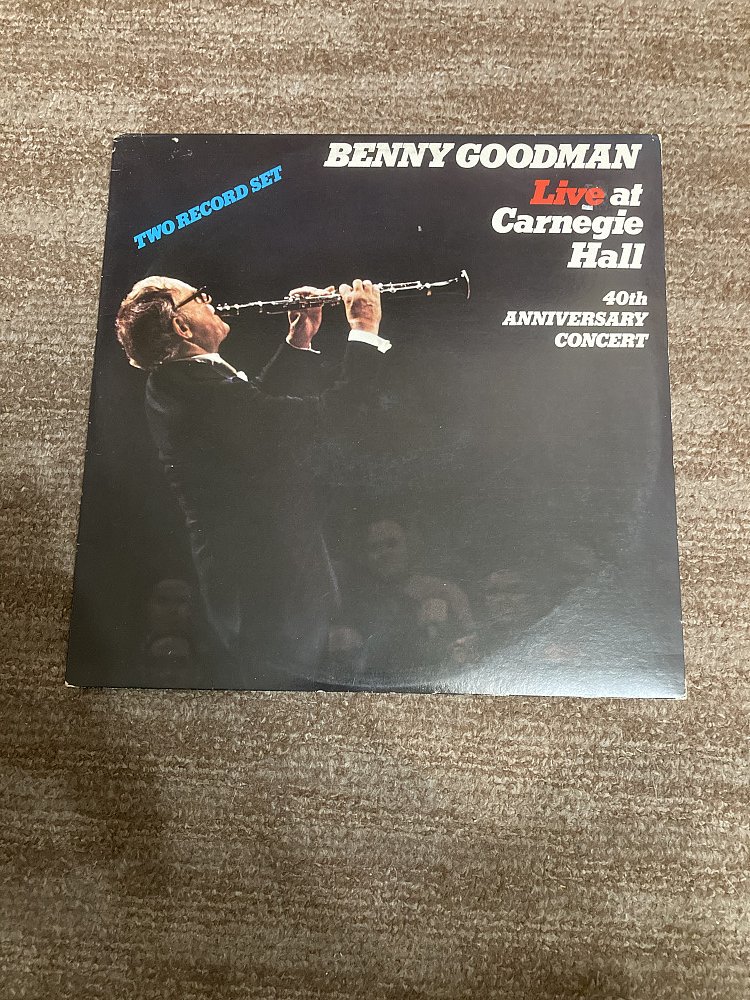 BENNY GOODMAN
TWO RECORD SET
Live at
Carnegie
Hall
40th
ANNIVERSARY
CONCERT